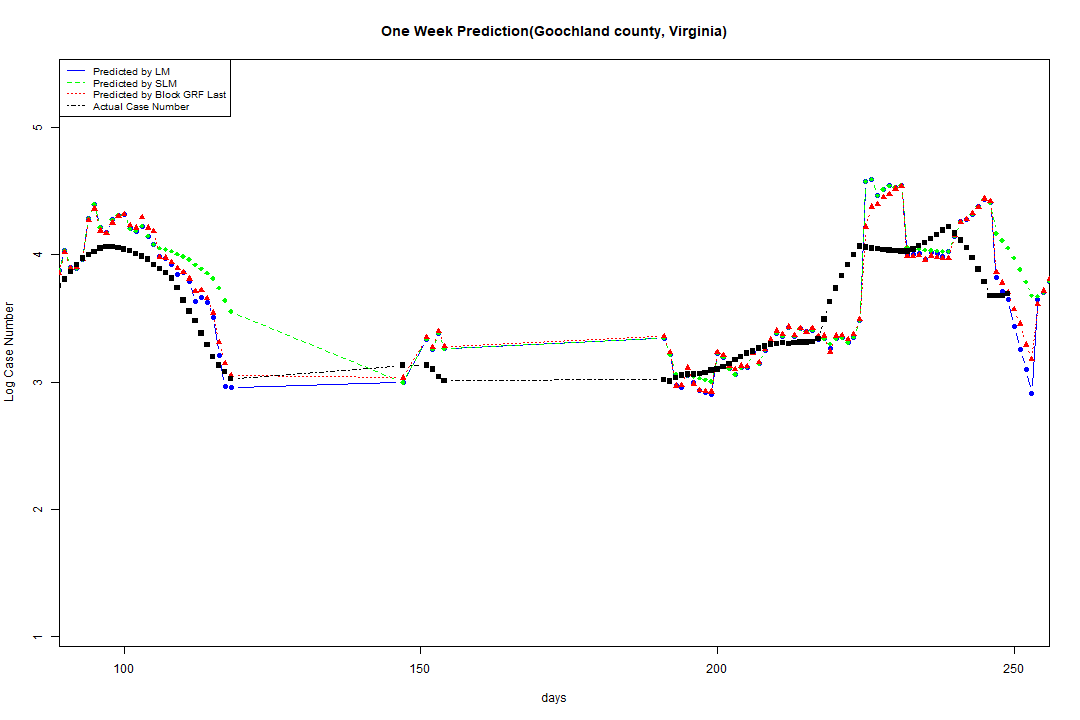 One Week Prediction(Goochland county, Virginia)
Predicted by LM
Predicted by SLM
Predicted by Block GRF Last
Actual Case Number
5
4
3
2
1
Log Case Number
100 150 200 250
days